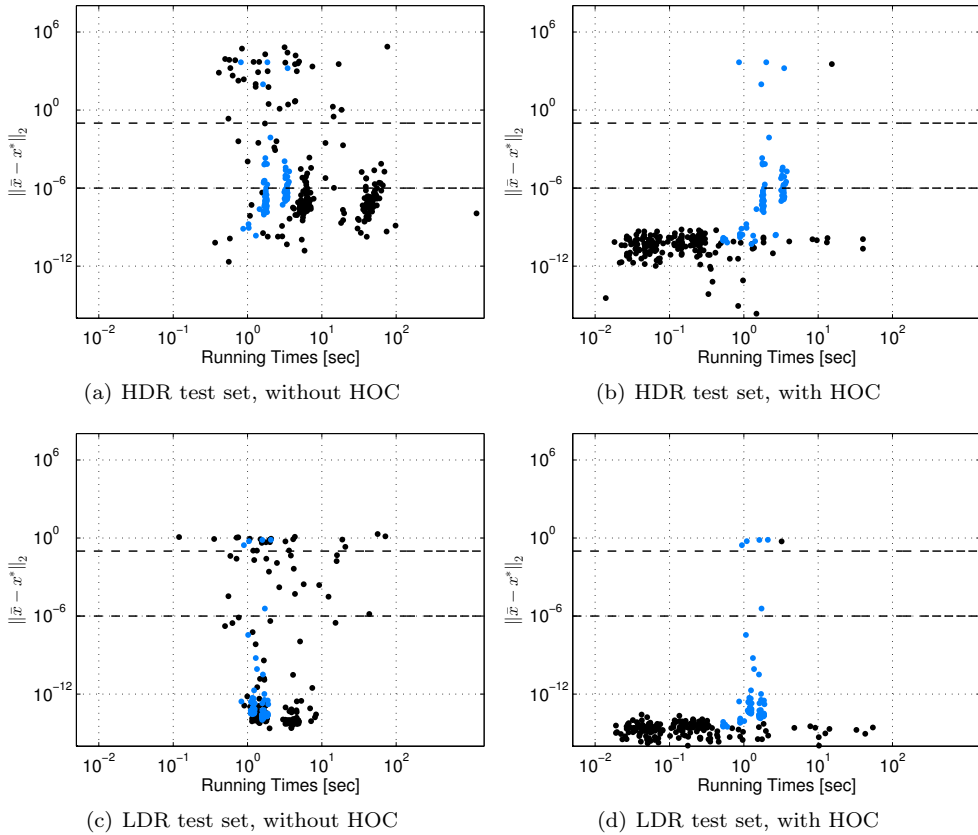 10^6
10^0
10^−6
10^−12
||x̄ − x*||_2
10^−2 10^−1 10^0 10^1 10^2
Running Times [sec]
(a) HDR test set, without HOC
10^6
10^0
10^−6
10^−12
||x̄ − x*||_2
10^−2 10^−1 10^0 10^1 10^2
Running Times [sec]
(b) HDR test set, with HOC
10^6
10^0
10^−6
10^−12
||x̄ − x*||_2
10^−2 10^−1 10^0 10^1 10^2
Running Times [sec]
(c) LDR test set, without HOC
10^6
10^0
10^−6
10^−12
||x̄ − x*||_2
10^−2 10^−1 10^0 10^1 10^2
Running Times [sec]
(d) LDR test set, with HOC